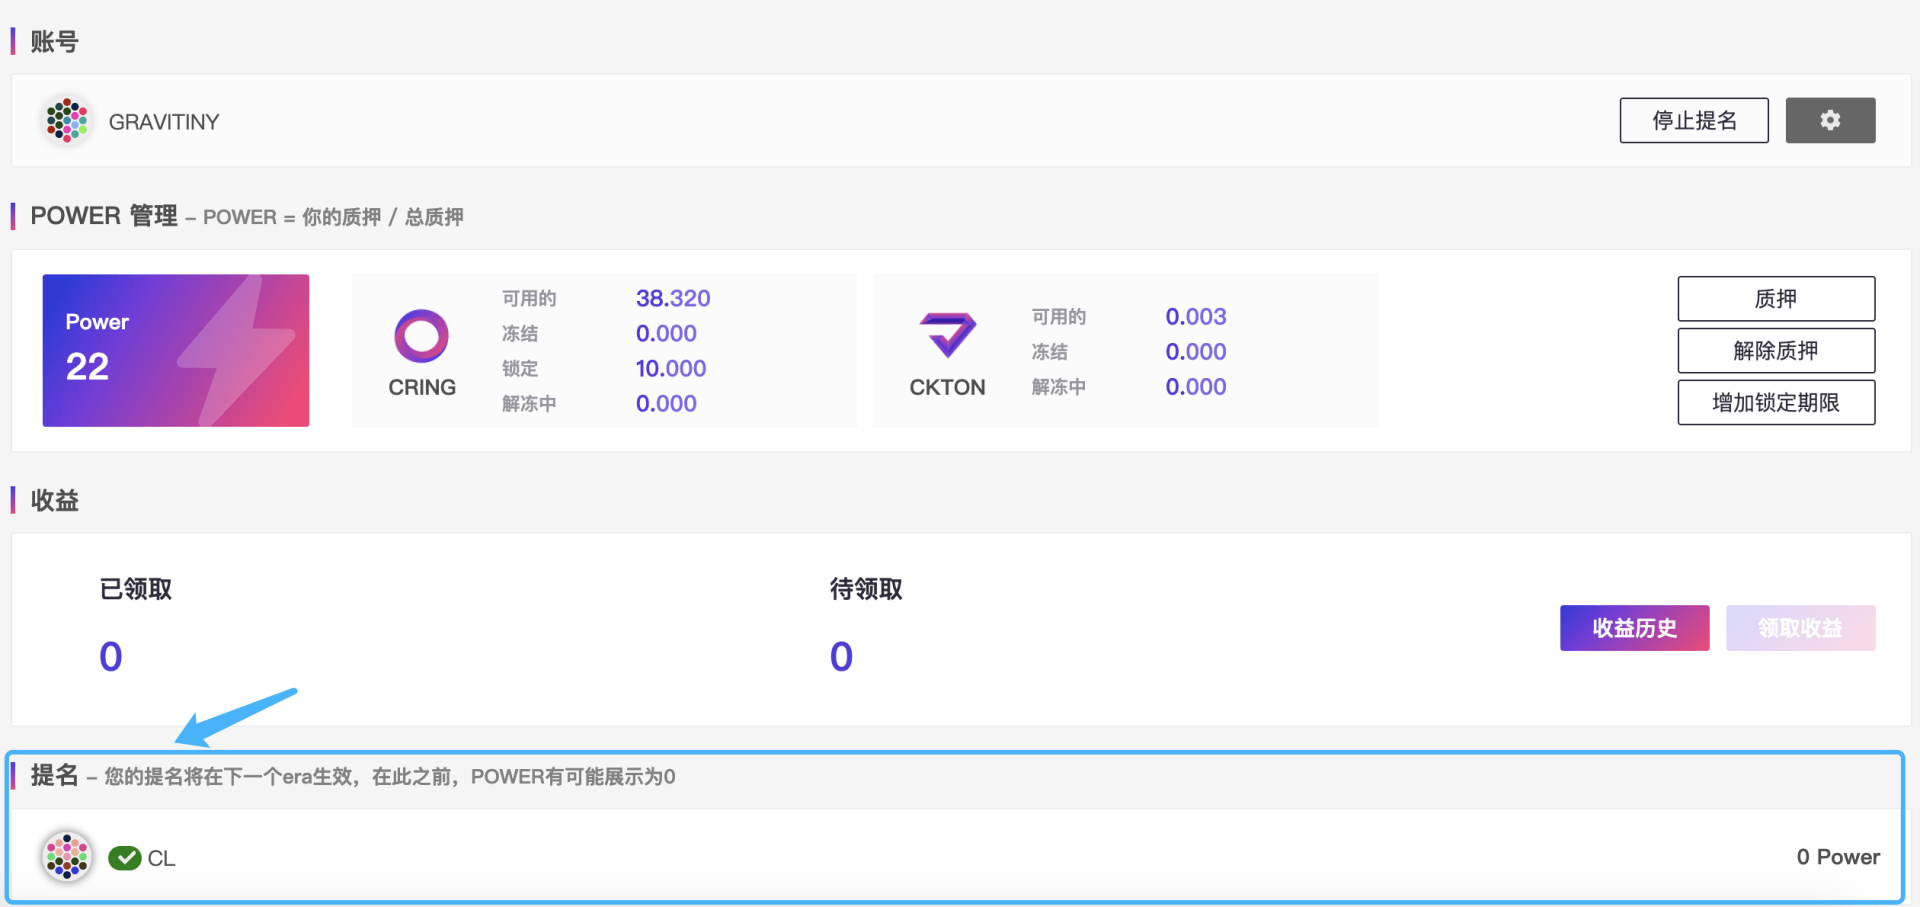 账号
GRAVITINY
停止提名
POWER 管理 – POWER = 你的质押 / 总质押
Power
22
CRING
可用的 38.320
冻结 0.000
锁定 10.000
解冻中 0.000
CKTON
可用的 0.003
冻结 0.000
解冻中 0.000
质押
解除质押
增加锁定期限
收益
已领取
0
待领取
0
收益历史
领取收益
提名 – 您的提名将在下一个era生效，在此之前，POWER有可能展示为0
CL
0 Power